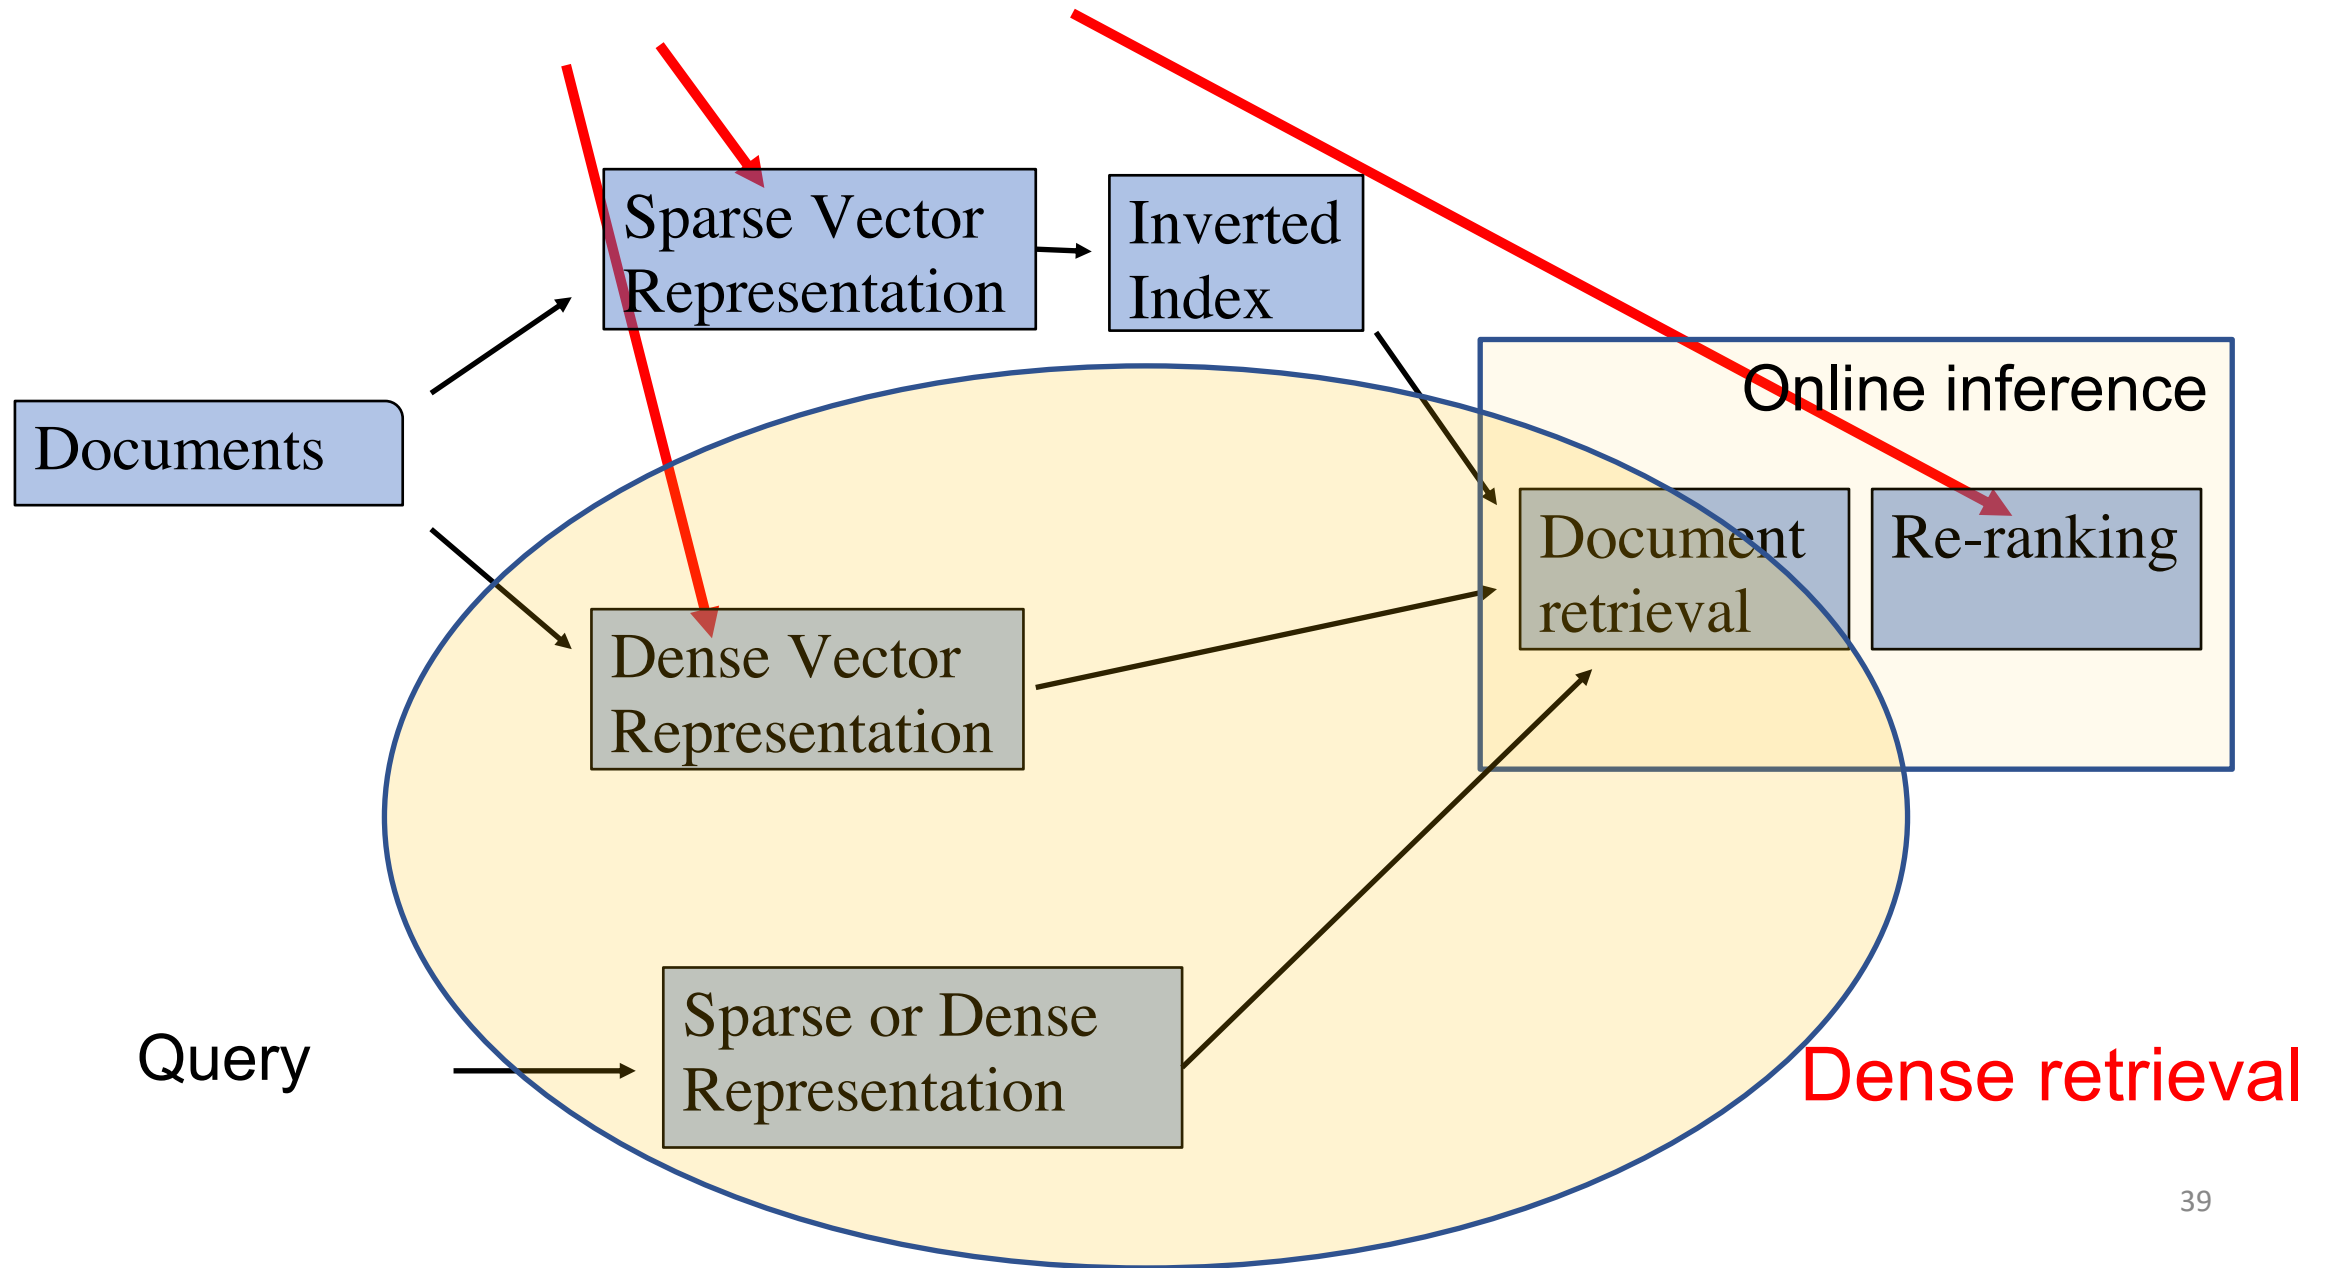 Sparse Vector
Representation
Inverted
Index
Online inference
Documents
Document
retrieval
Re-ranking
Dense Vector
Representation
Sparse or Dense
Representation
Query
Dense retrieval
39